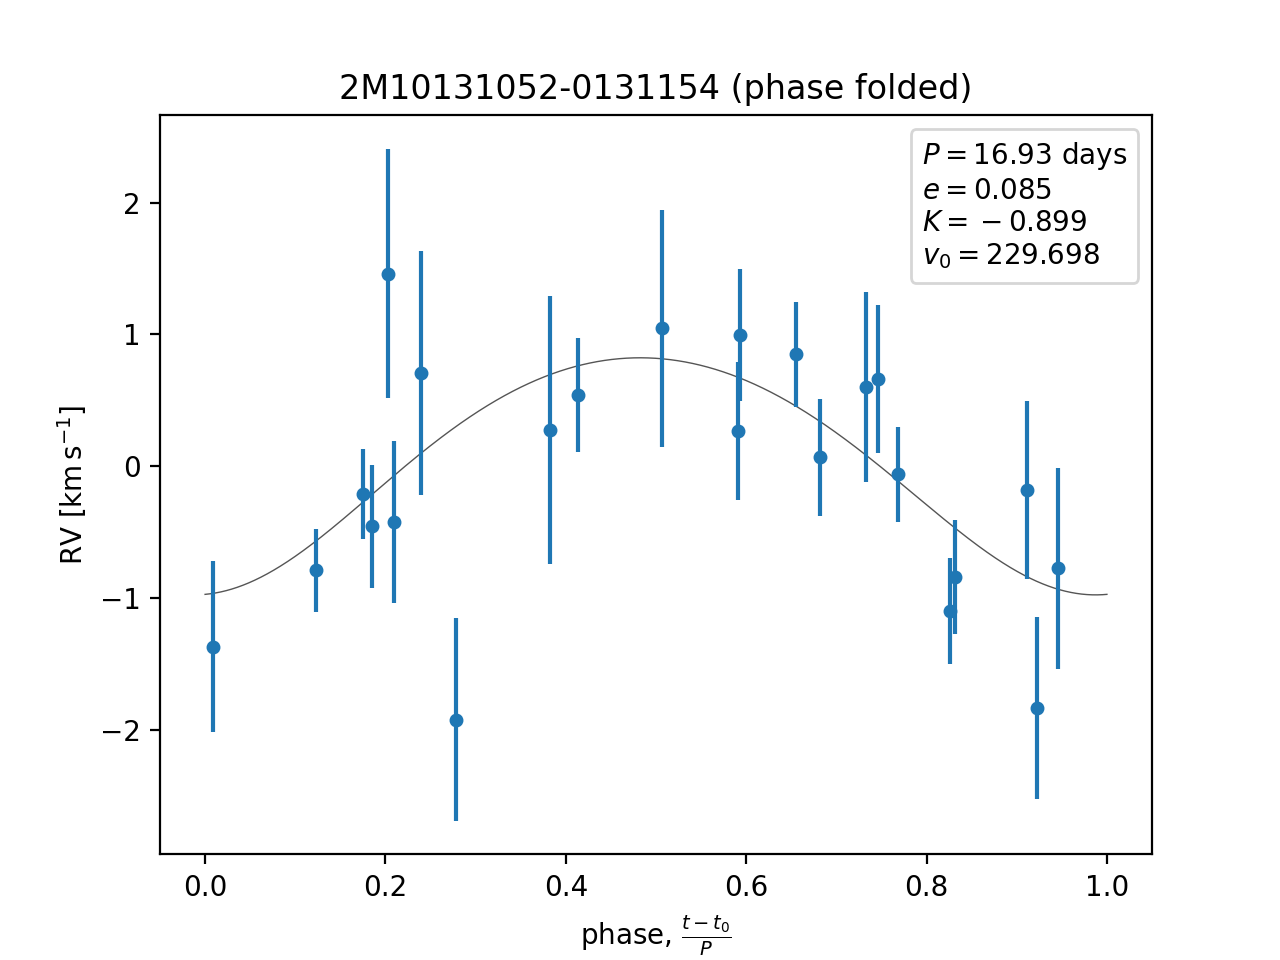 2M10131052-0131154 (phase folded)
P = 16.93 days
e = 0.085
K = −0.899
v₀ = 229.698
2
1
0
−1
−2
RV [km s⁻¹]
0.0 0.2 0.4 0.6 0.8 1.0
phase, (t − t₀)/P